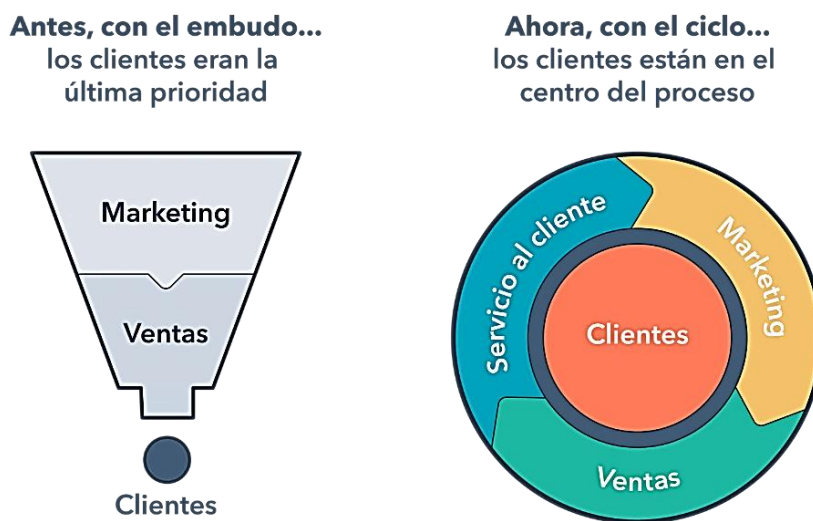 Antes, con el embudo...
los clientes eran la
última prioridad
Marketing
Ventas
Clientes
Ahora, con el ciclo...
los clientes están en el
centro del proceso
Servicio al cliente
Marketing
Clientes
Ventas